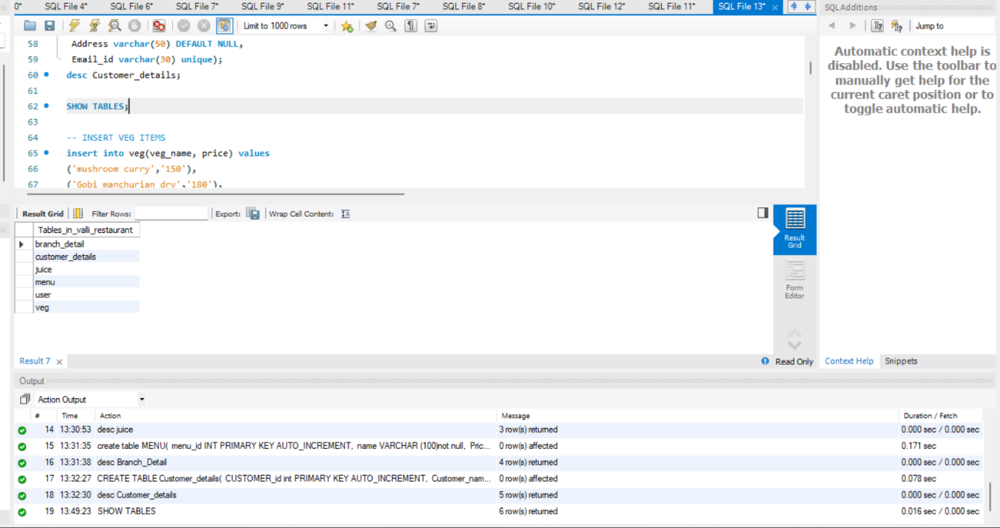 0*  SQL File 4*  SQL File 6*  SQL File 7*  SQL File 9*  SQL File 11*  SQL File 7*  SQL File 8*  SQL File 10*  SQL File 12*  SQL File 11*  SQL File 13*
SQLAdditions
Limit to 1000 rows
Jump to
58 Address varchar(50) DEFAULT NULL,
59 Email_id varchar(30) unique);
60 desc Customer_details;
61
62 SHOW TABLES;
63
64 -- INSERT VEG ITEMS
65 insert into veg(veg_name, price) values
66 ('mushroom curry','150'),
67 ('Gobi manchurian dry','180'),
Automatic context help is
disabled. Use the toolbar to
manually get help for the
current caret position or to
toggle automatic help.
Result Grid Filter Rows: Export: Wrap Cell Content:
Tables_in_valli_restaurant
branch_detail
customer_details
juice
menu
user
veg
Result
Grid
Form
Editor
Result 7
Read Only
Context Help Snippets
Output
Action Output
# Time Action Message Duration / Fetch
14 13:30:53 desc juice 3 row(s) returned 0.000 sec / 0.000 sec
15 13:31:35 create table MENU( menu_id INT PRIMARY KEY AUTO_INCREMENT, name VARCHAR (100)not null, Pric... 0 row(s) affected 0.171 sec
16 13:31:38 desc Branch_Detail 4 row(s) returned 0.000 sec / 0.000 sec
17 13:32:27 CREATE TABLE Customer_details( CUSTOMER_id int PRIMARY KEY AUTO_INCREMENT, Customer_nam... 0 row(s) affected 0.078 sec
18 13:32:30 desc Customer_details 5 row(s) returned 0.000 sec / 0.000 sec
19 13:49:23 SHOW TABLES 6 row(s) returned 0.016 sec / 0.000 sec